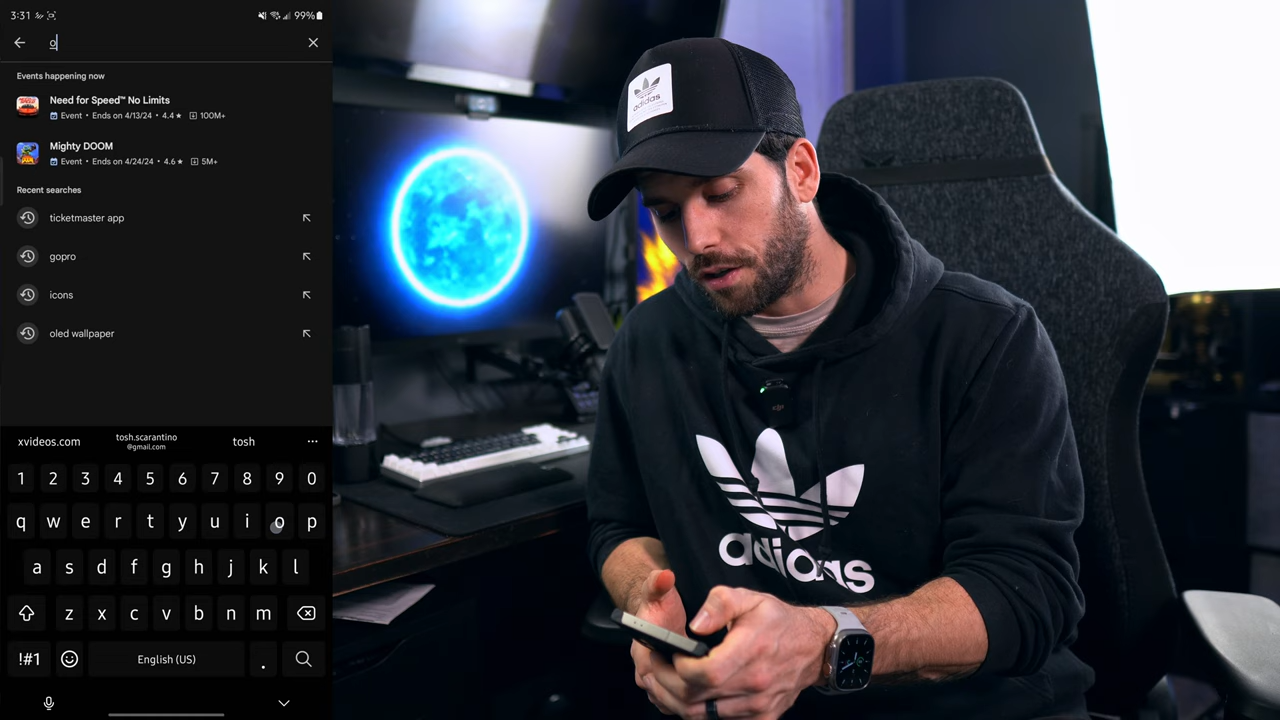 3:31
99%
o
Events happening now
Need for Speed™ No Limits
Event • Ends on 4/13/24 • 4.4★ 100M+
Mighty DOOM
Event • Ends on 4/24/24 • 4.6★ 5M+
Recent searches
ticketmaster app
gopro
icons
oled wallpaper
xvideos.com
tosh.scarantino
@gmail.com
tosh
...
1 2 3 4 5 6 7 8 9 0
q w e r t y u i o p
a s d f g h j k l
z x c v b n m
!#1
English (US)
.
adidas
adidas
dji